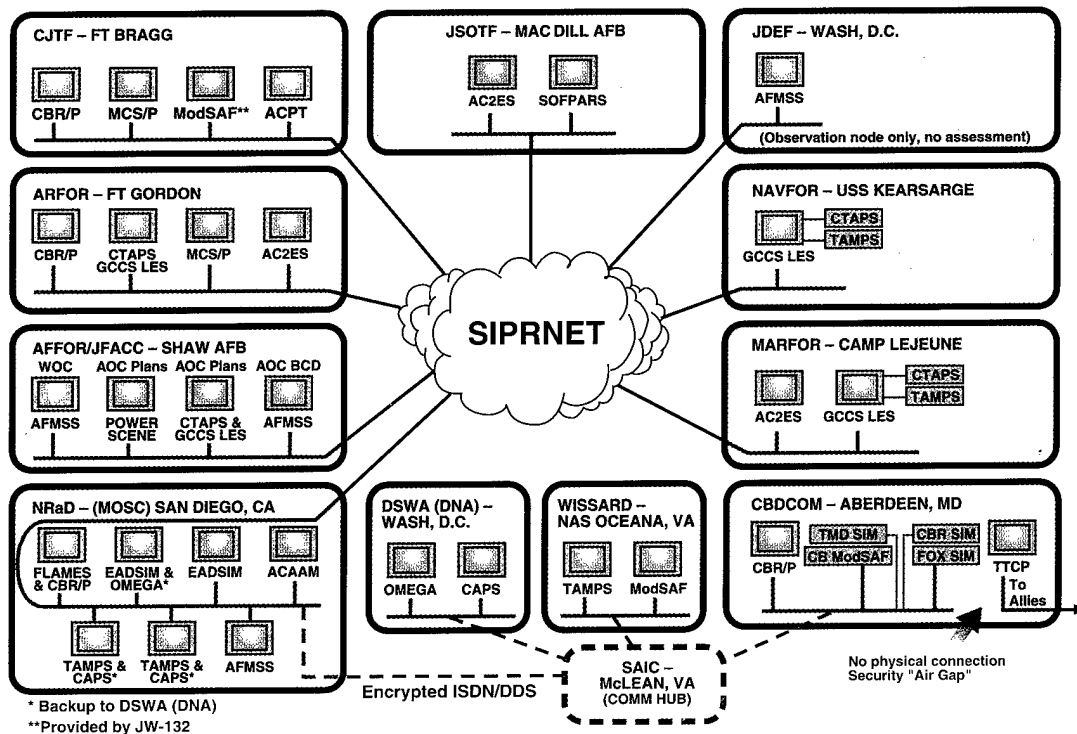 CJTF – FT BRAGG
CBR/P
MCS/P
ModSAF**
ACPT
JSOTF – MAC DILL AFB
AC2ES
SOFPARS
JDEF – WASH, D.C.
AFMSS
(Observation node only, no assessment)
ARFOR – FT GORDON
CBR/P
CTAPS
GCCS LES
MCS/P
AC2ES
NAVFOR – USS KEARSARGE
CTAPS
TAMPS
GCCS LES
SIPRNET
AFFOR/JFACC – SHAW AFB
WOC
AOC Plans
AOC Plans
AOC BCD
AFMSS
POWER
SCENE
CTAPS &
GCCS LES
AFMSS
MARFOR – CAMP LEJEUNE
CTAPS
TAMPS
AC2ES
GCCS LES
NRaD – (MOSC) SAN DIEGO, CA
FLAMES
& CBR/P
EADSIM &
OMEGA*
EADSIM
ACAAM
TAMPS &
CAPS*
TAMPS &
CAPS*
AFMSS
DSWA (DNA) –
WASH, D.C.
OMEGA
CAPS
WISSARD –
NAS OCEANA, VA
TAMPS
ModSAF
CBDCOM – ABERDEEN, MD
TMD SIM
CB ModSAF
CBR SIM
FOX SIM
CBR/P
TTCP
To
Allies
SAIC –
McLEAN, VA
(COMM HUB)
Encrypted ISDN/DDS
No physical connection
Security "Air Gap"
* Backup to DSWA (DNA)
**Provided by JW-132